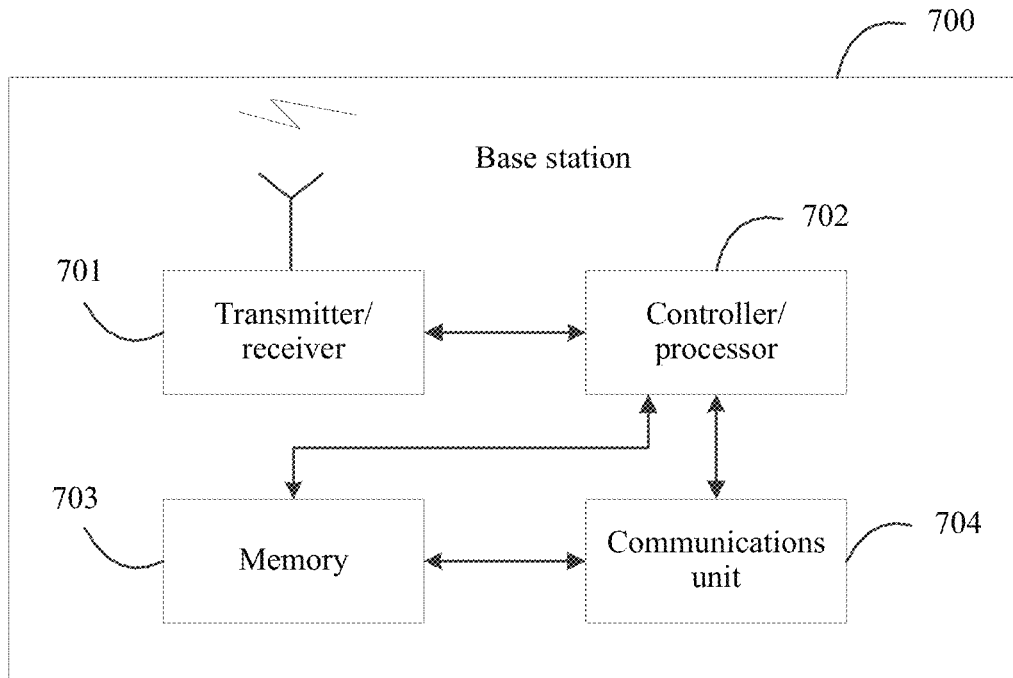 700
Base station
702
701
Transmitter/
receiver
Controller/
processor
703
704
Memory
Communications
unit